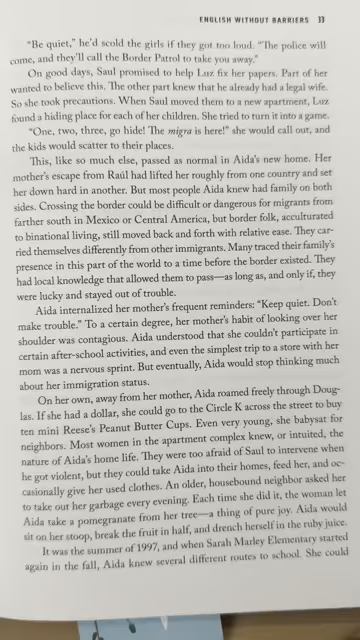 ENGLISH WITHOUT BARRIERS 33
"Be quiet," he'd scold the girls if they got too loud. "The police will
come, and they'll call the Border Patrol to take you away."
On good days, Saul promised to help Luz fix her papers. Part of her
wanted to believe this. The other part knew that he already had a legal wife.
So she took precautions. When Saul moved them to a new apartment, Luz
found a hiding place for each of her children. She tried to turn it into a game.
"One, two, three, go hide! The migra is here!" she would call out, and
the kids would scatter to their places.
This, like so much else, passed as normal in Aida's new home. Her
mother's escape from Raúl had lifted her roughly from one country and set
her down hard in another. But most people Aida knew had family on both
sides. Crossing the border could be difficult or dangerous for migrants from
farther south in Mexico or Central America, but border folk, acculturated
to binational living, still moved back and forth with relative ease. They car-
ried themselves differently from other immigrants. Many traced their family's
presence in this part of the world to a time before the border existed. They
had local knowledge that allowed them to pass—as long as, and only if, they
were lucky and stayed out of trouble.
Aida internalized her mother's frequent reminders: "Keep quiet. Don't
make trouble." To a certain degree, her mother's habit of looking over her
shoulder was contagious. Aida understood that she couldn't participate in
certain after-school activities, and even the simplest trip to a store with her
mom was a nervous sprint. But eventually, Aida would stop thinking much
about her immigration status.
On her own, away from her mother, Aida roamed freely through Doug-
las. If she had a dollar, she could go to the Circle K across the street to buy
ten mini Reese's Peanut Butter Cups. Even very young, she babysat for
neighbors. Most women in the apartment complex knew, or intuited, the
nature of Aida's home life. They were too afraid of Saul to intervene when
he got violent, but they could take Aida into their homes, feed her, and oc-
casionally give her used clothes. An older, housebound neighbor asked her
to take out her garbage every evening. Each time she did it, the woman let
Aida take a pomegranate from her tree—a thing of pure joy. Aida would
sit on her stoop, break the fruit in half, and drench herself in the ruby juice.
It was the summer of 1997, and when Sarah Marley Elementary started
again in the fall, Aida knew several different routes to school. She could